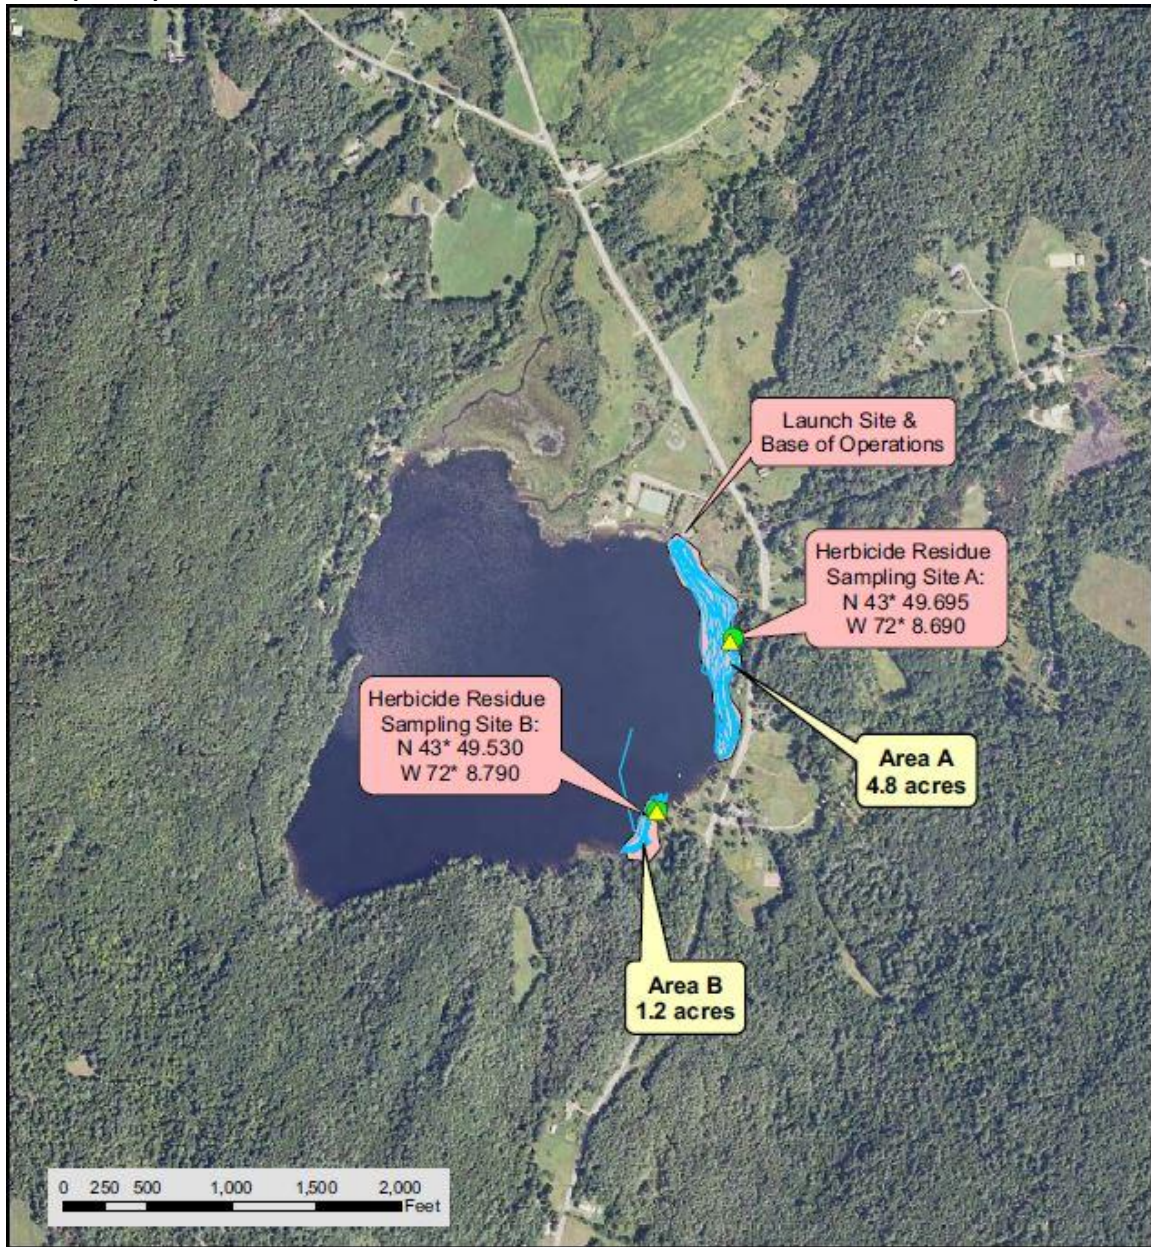 Launch Site &
Base of Operations
Herbicide Residue
Sampling Site A:
N 43* 49.695
W 72* 8.690
Herbicide Residue
Sampling Site B:
N 43* 49.530
W 72* 8.790
Area A
4.8 acres
Area B
1.2 acres
0 250 500 1,000 1,500 2,000
Feet